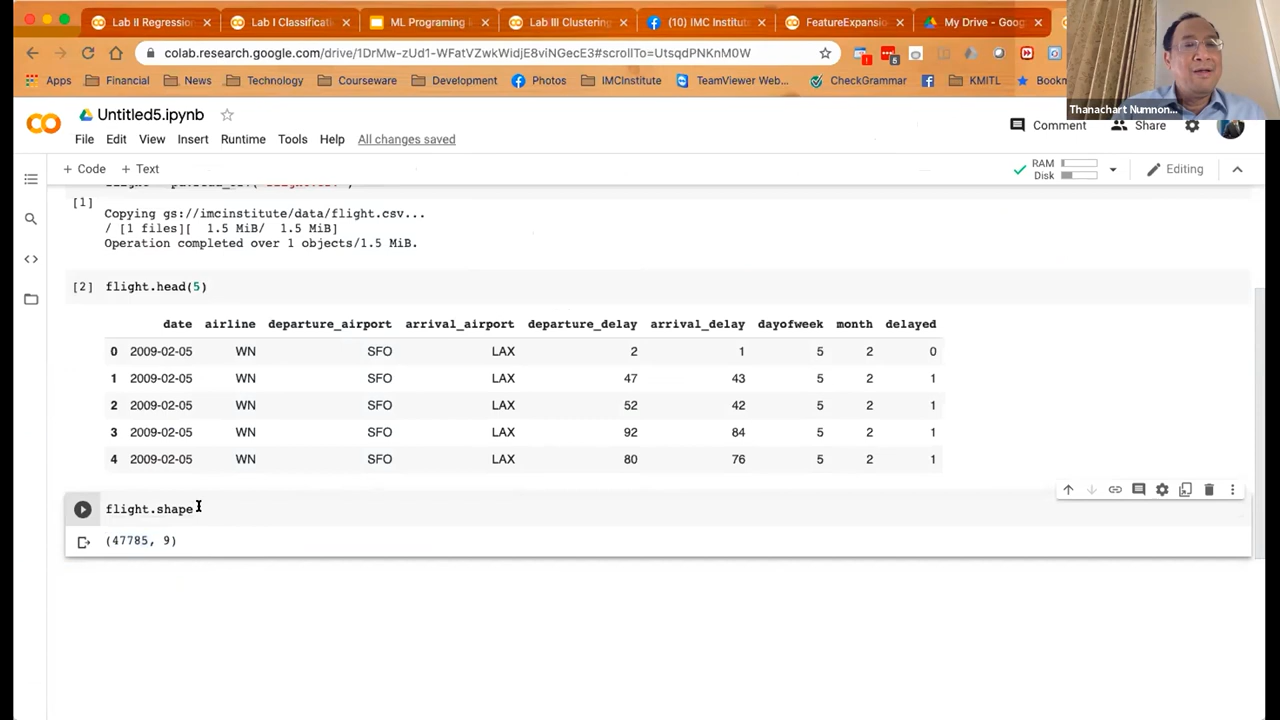 Lab II Regressio
Lab I Classificati
ML Programing i
Lab III Clustering
(10) IMC Institut
FeatureExpansio
My Drive - Goog
colab.research.google.com/drive/1DrMw-zUd1-WFatVZwkWidjE8viNGecE3#scrollTo=UtsqdPNKnM0W
Apps
Financial
News
Technology
Courseware
Development
Photos
IMCInstitute
TeamViewer Web...
CheckGrammar
KMITL
Bookm
Thanachart Numnon...
Untitled5.ipynb
File Edit View Insert Runtime Tools Help All changes saved
Comment Share
+ Code + Text
RAM
Disk
Editing
[1]
Copying gs://imcinstitute/data/flight.csv...
/ [1 files][ 1.5 MiB/ 1.5 MiB]
Operation completed over 1 objects/1.5 MiB.
[2] flight.head(5)
date airline departure_airport arrival_airport departure_delay arrival_delay dayofweek month delayed
0 2009-02-05 WN SFO LAX 2 1 5 2 0
1 2009-02-05 WN SFO LAX 47 43 5 2 1
2 2009-02-05 WN SFO LAX 52 42 5 2 1
3 2009-02-05 WN SFO LAX 92 84 5 2 1
4 2009-02-05 WN SFO LAX 80 76 5 2 1
flight.shape
(47785, 9)